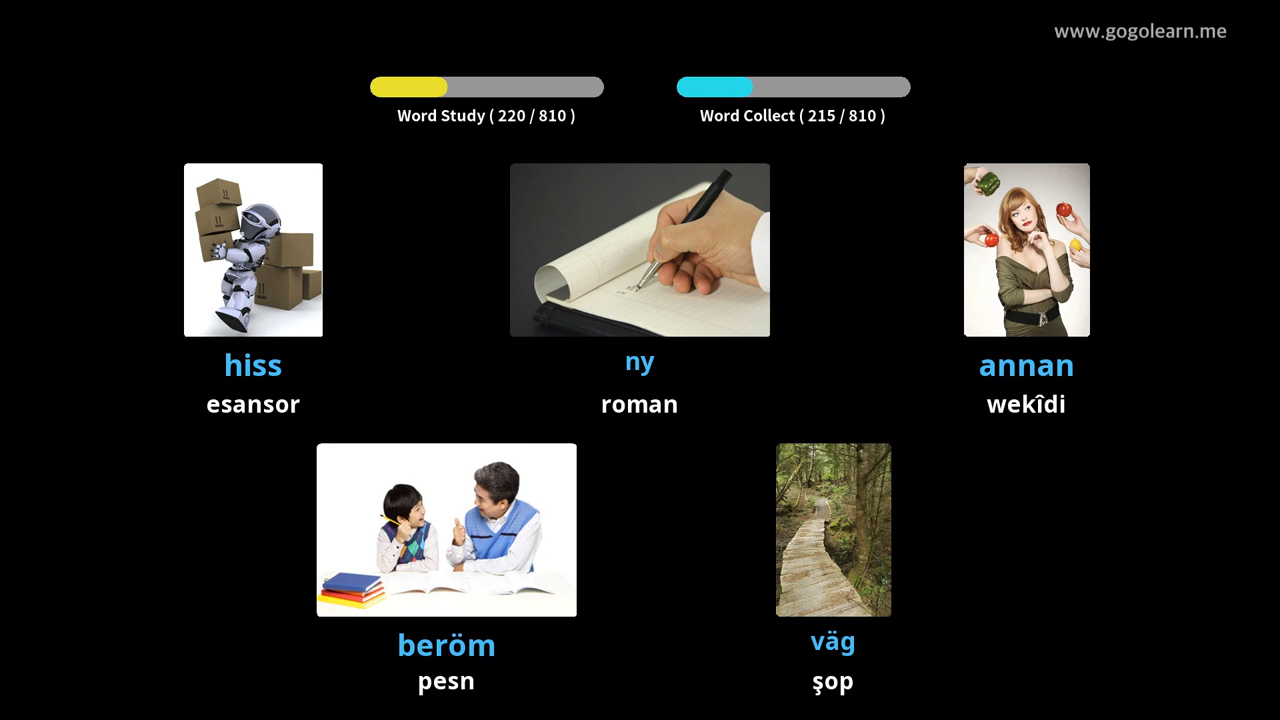 www.gogolearn.me
Word Study ( 220 / 810 )
Word Collect ( 215 / 810 )
hiss
esansor
ny
roman
annan
wekîdi
beröm
pesn
väg
şop